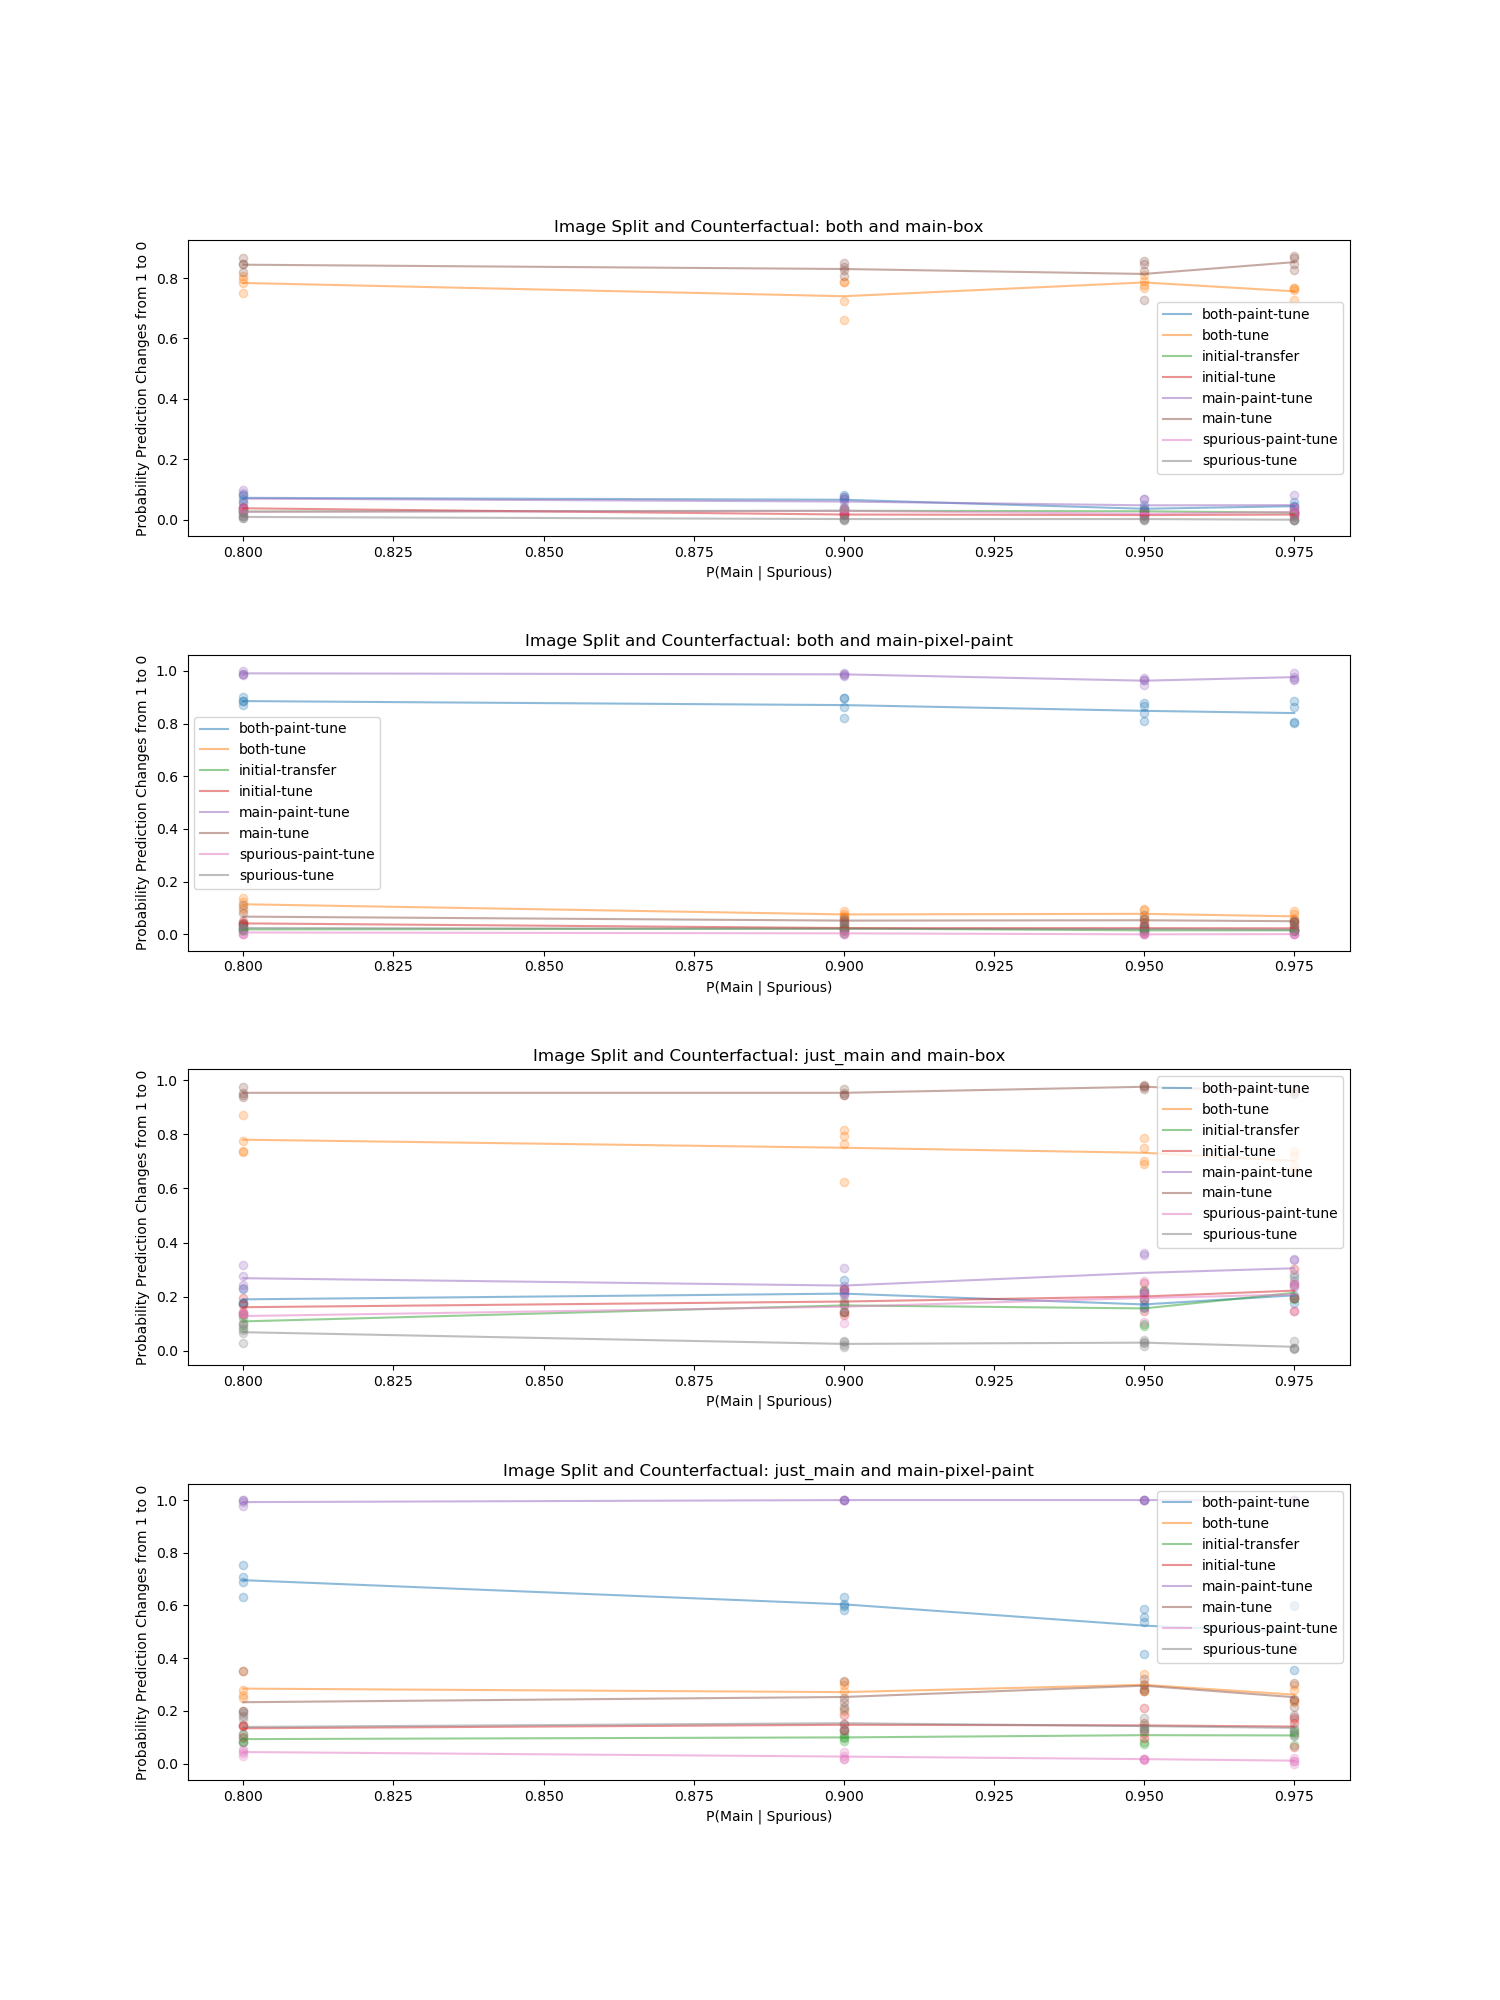 Image Split and Counterfactual: both and main-box
Probability Prediction Changes from 1 to 0
0.8
0.6
0.4
0.2
0.0
both-paint-tune
both-tune
initial-transfer
initial-tune
main-paint-tune
main-tune
spurious-paint-tune
spurious-tune
0.800 0.825 0.850 0.875 0.900 0.925 0.950 0.975
P(Main | Spurious)
Image Split and Counterfactual: both and main-pixel-paint
Probability Prediction Changes from 1 to 0
1.0
0.8
0.6
0.4
0.2
0.0
both-paint-tune
both-tune
initial-transfer
initial-tune
main-paint-tune
main-tune
spurious-paint-tune
spurious-tune
0.800 0.825 0.850 0.875 0.900 0.925 0.950 0.975
P(Main | Spurious)
Image Split and Counterfactual: just_main and main-box
Probability Prediction Changes from 1 to 0
1.0
0.8
0.6
0.4
0.2
0.0
both-paint-tune
both-tune
initial-transfer
initial-tune
main-paint-tune
main-tune
spurious-paint-tune
spurious-tune
0.800 0.825 0.850 0.875 0.900 0.925 0.950 0.975
P(Main | Spurious)
Image Split and Counterfactual: just_main and main-pixel-paint
Probability Prediction Changes from 1 to 0
1.0
0.8
0.6
0.4
0.2
0.0
both-paint-tune
both-tune
initial-transfer
initial-tune
main-paint-tune
main-tune
spurious-paint-tune
spurious-tune
0.800 0.825 0.850 0.875 0.900 0.925 0.950 0.975
P(Main | Spurious)